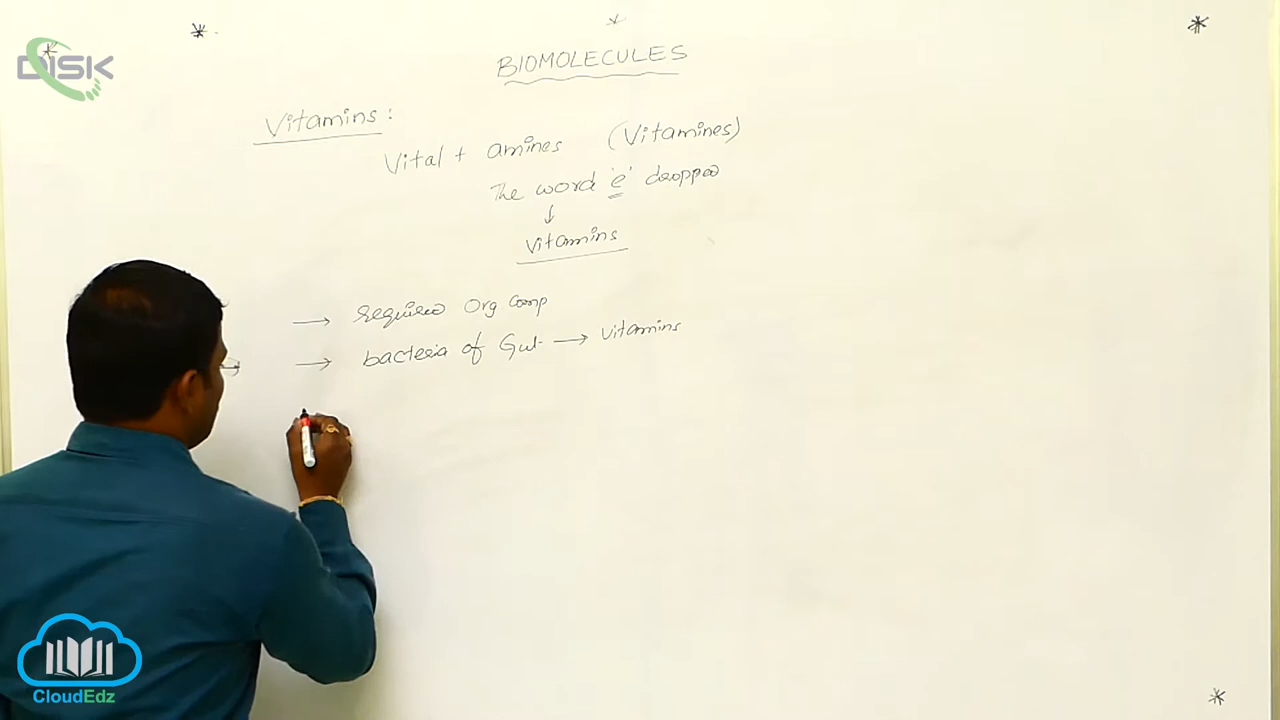 DISK
BIOMOLECULES
Vitamins :
Vital + amines (Vitamines)
The word 'e' dropped
↓
Vitamins
→ required Org Comp
→ bacteria of Gut → Vitamins
CloudEdz